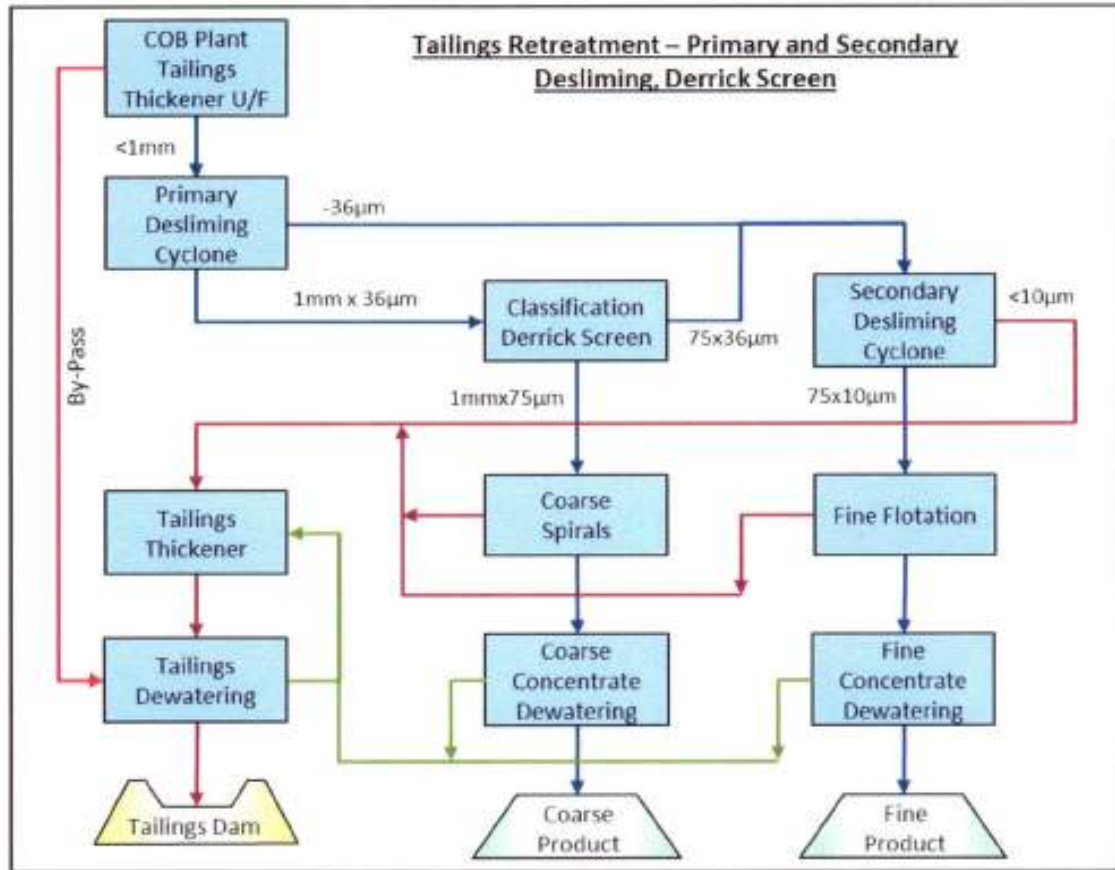 Tailings Retreatment – Primary and Secondary
Desliming, Derrick Screen
COB Plant
Tailings
Thickener U/F
<1mm
Primary
Desliming
Cyclone
-36µm
1mm x 36µm
Classification
Derrick Screen
75x36µm
Secondary
Desliming
Cyclone
<10µm
By-Pass
1mmx75µm
75x10µm
Tailings
Thickener
Coarse
Spirals
Fine Flotation
Tailings
Dewatering
Coarse
Concentrate
Dewatering
Fine
Concentrate
Dewatering
Tailings Dam
Coarse
Product
Fine
Product